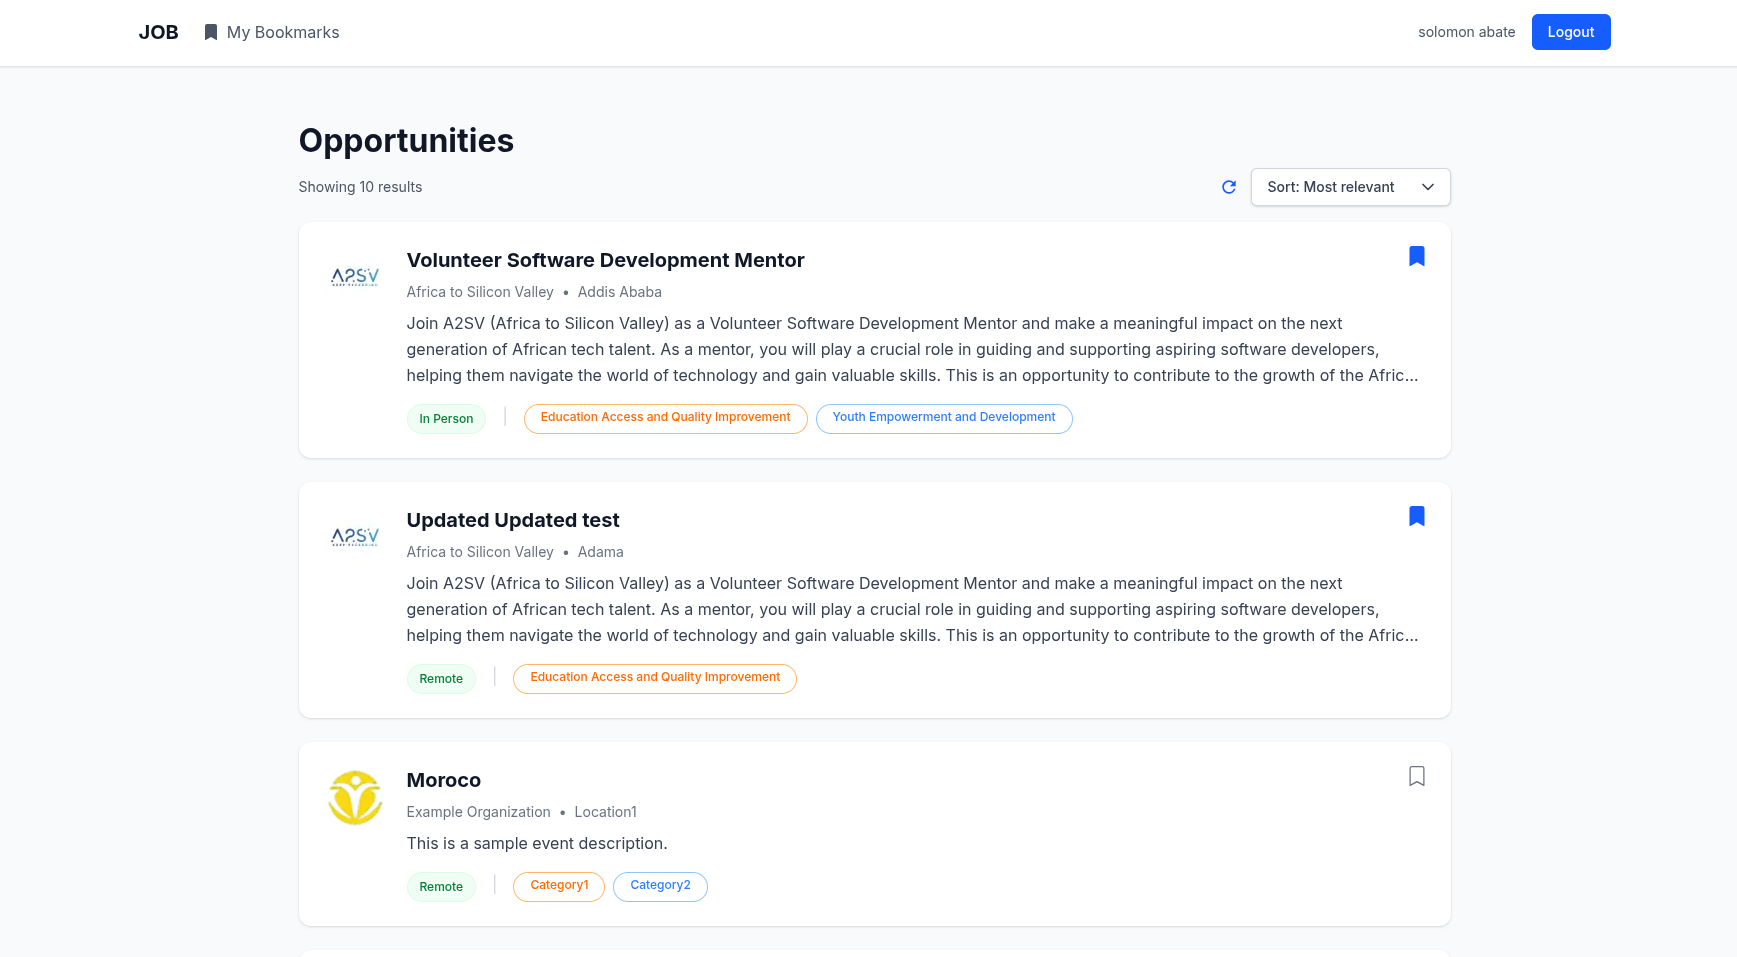 JOB
My Bookmarks
solomon abate
Logout
Opportunities
Showing 10 results
Sort: Most relevant
A2SV
Volunteer Software Development Mentor
Africa to Silicon Valley • Addis Ababa
Join A2SV (Africa to Silicon Valley) as a Volunteer Software Development Mentor and make a meaningful impact on the next
generation of African tech talent. As a mentor, you will play a crucial role in guiding and supporting aspiring software developers,
helping them navigate the world of technology and gain valuable skills. This is an opportunity to contribute to the growth of the Afric...
In Person
Education Access and Quality Improvement
Youth Empowerment and Development
A2SV
Updated Updated test
Africa to Silicon Valley • Adama
Join A2SV (Africa to Silicon Valley) as a Volunteer Software Development Mentor and make a meaningful impact on the next
generation of African tech talent. As a mentor, you will play a crucial role in guiding and supporting aspiring software developers,
helping them navigate the world of technology and gain valuable skills. This is an opportunity to contribute to the growth of the Afric...
Remote
Education Access and Quality Improvement
Moroco
Example Organization • Location1
This is a sample event description.
Remote
Category1
Category2